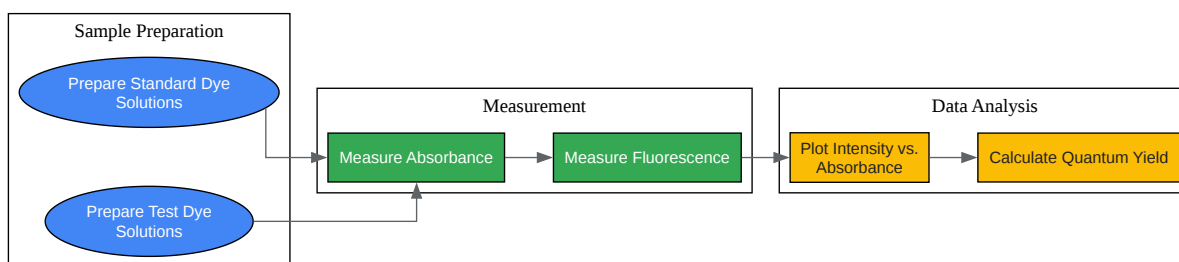 Sample Preparation
Prepare Standard Dye
Solutions
Prepare Test Dye
Solutions
Measurement
Measure Absorbance
Measure Fluorescence
Data Analysis
Plot Intensity vs.
Absorbance
Calculate Quantum Yield